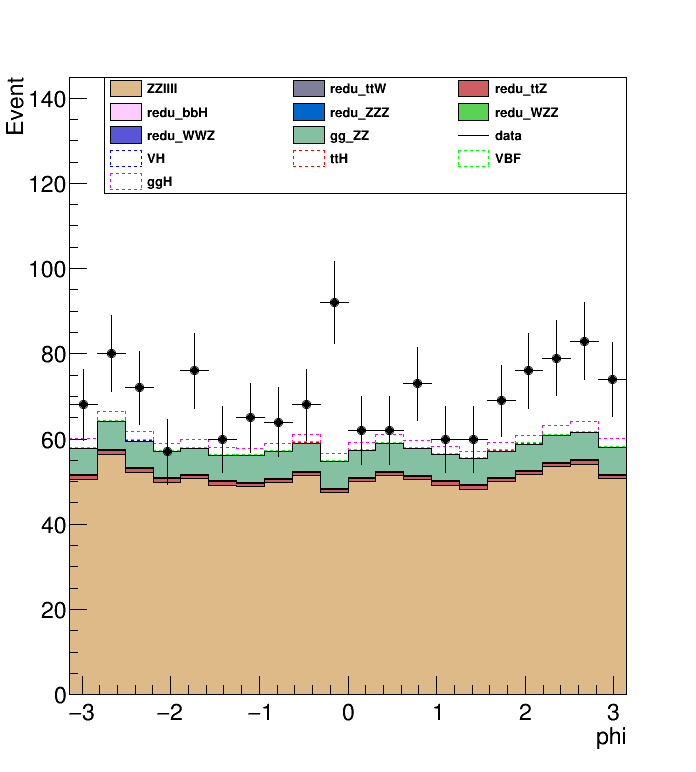 Event
ZZllll redu_ttW redu_ttZ
redu_bbH redu_ZZZ redu_WZZ
redu_WWZ gg_ZZ data
VH ttH VBF
ggH
140
120
100
80
60
40
20
0
−3 −2 −1 0 1 2 3
phi